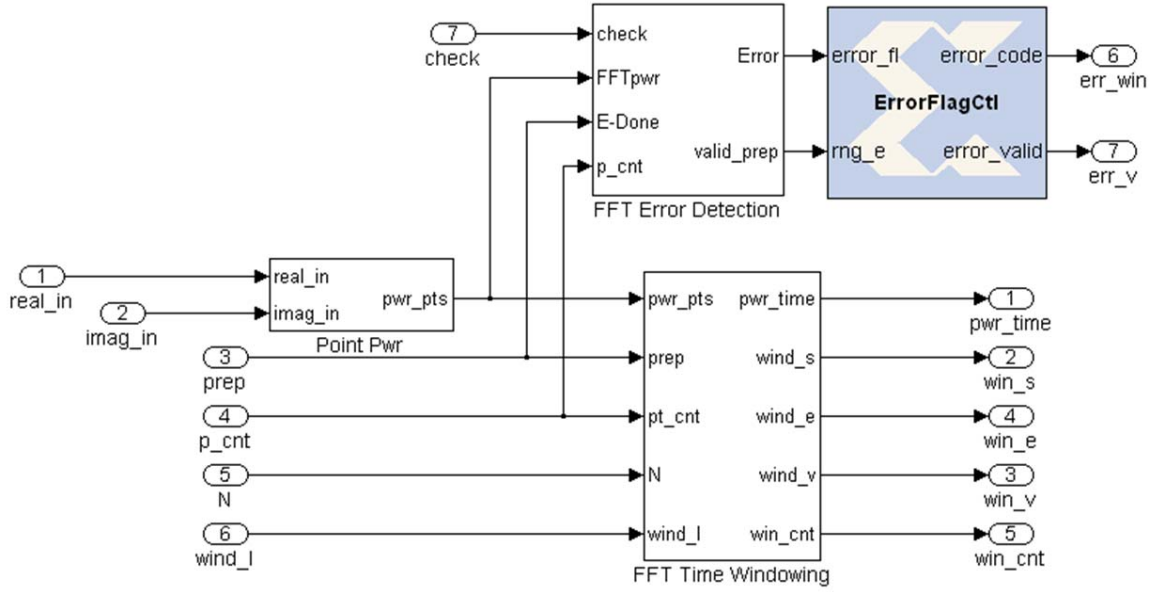 7
check
check
FFTpwr
E-Done
p_cnt
Error
valid_prep
FFT Error Detection
error_fl
rng_e
ErrorFlagCtl
error_code
error_valid
6
err_win
7
err_v
1
real_in
2
imag_in
real_in
imag_in
pwr_pts
Point Pwr
3
prep
4
p_cnt
5
N
6
wind_l
pwr_pts
prep
pt_cnt
N
wind_l
pwr_time
wind_s
wind_e
wind_v
win_cnt
FFT Time Windowing
1
pwr_time
2
win_s
4
win_e
3
win_v
5
win_cnt